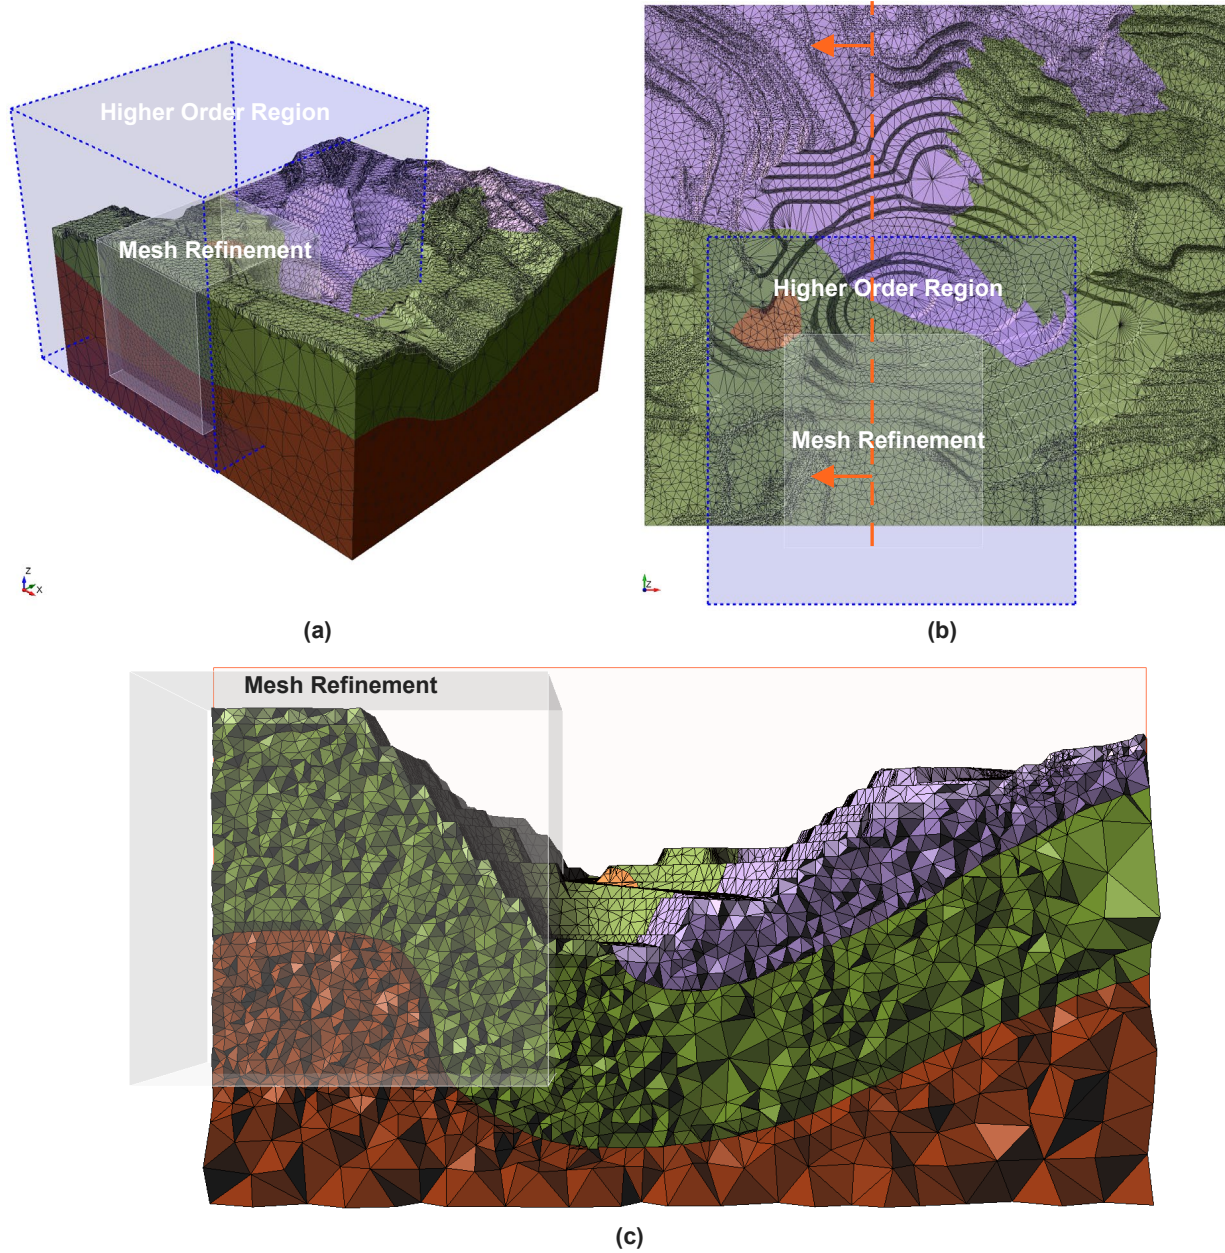 Higher Order Region
Mesh Refinement
z
x
(a)
Higher Order Region
Mesh Refinement
z
(b)
Mesh Refinement
(c)